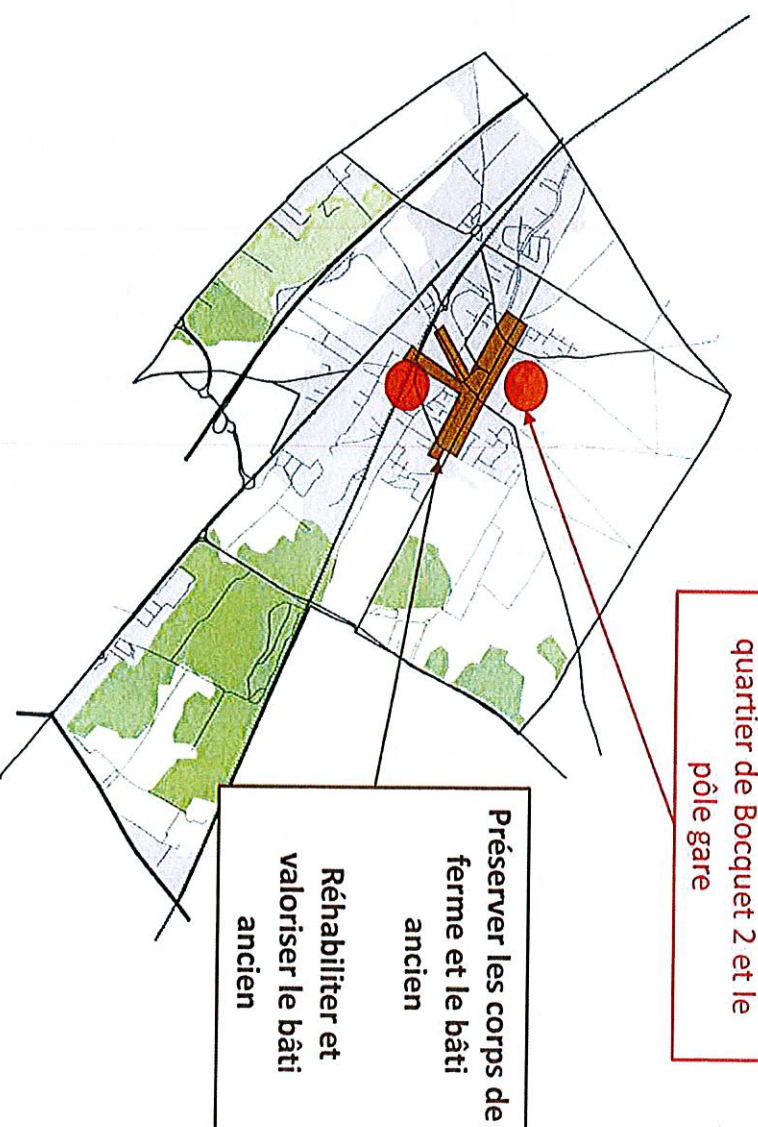 quartier de Bocquet 2 et le
pôle gare
Préserver les corps de
ferme et le bâti
ancien
Réhabiliter et
valoriser le bâti
ancien